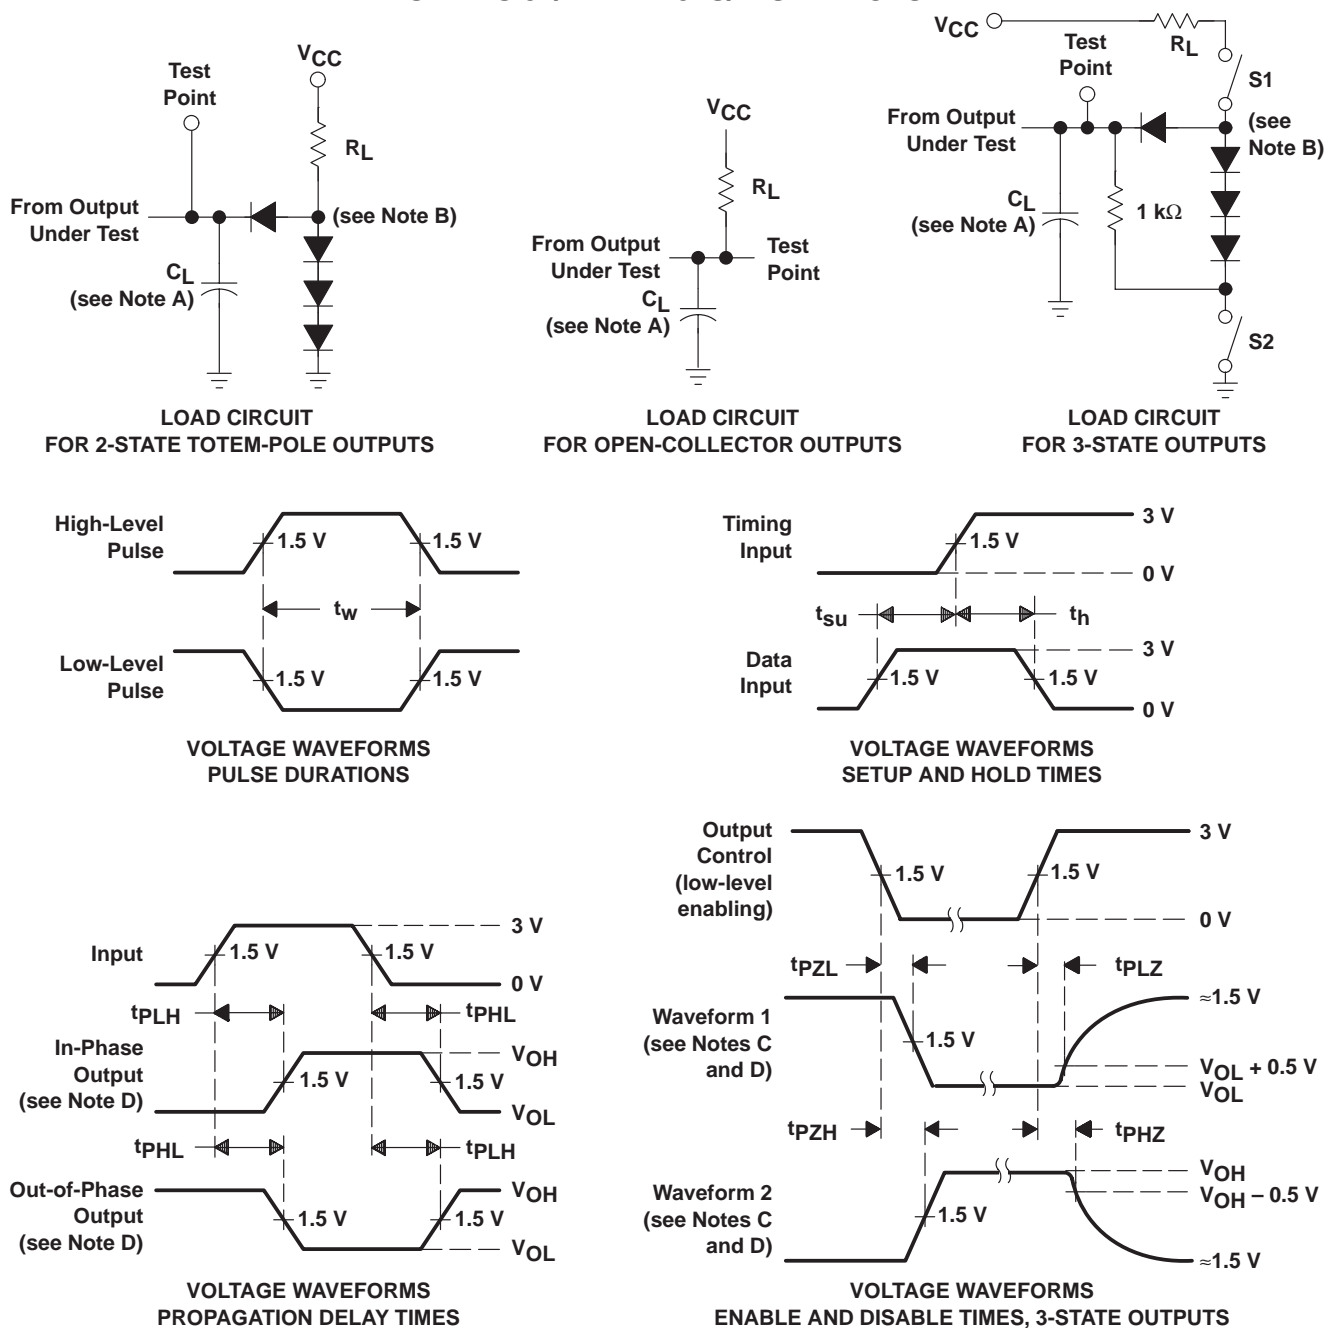 VCC
Test
Point
RL
From Output
Under Test
(see Note B)
CL
(see Note A)
LOAD CIRCUIT
FOR 2-STATE TOTEM-POLE OUTPUTS
VCC
RL
From Output
Under Test
Test
Point
CL
(see Note A)
LOAD CIRCUIT
FOR OPEN-COLLECTOR OUTPUTS
VCC
RL
Test
Point
S1
From Output
Under Test
(see
Note B)
CL
(see Note A)
1 kΩ
S2
LOAD CIRCUIT
FOR 3-STATE OUTPUTS
High-Level
Pulse
1.5 V
1.5 V
tw
Low-Level
Pulse
1.5 V
1.5 V
VOLTAGE WAVEFORMS
PULSE DURATIONS
Timing
Input
1.5 V
3 V
0 V
tsu
th
Data
Input
1.5 V
1.5 V
3 V
0 V
VOLTAGE WAVEFORMS
SETUP AND HOLD TIMES
Input
1.5 V
1.5 V
3 V
0 V
tPLH
tPHL
In-Phase
Output
(see Note D)
1.5 V
1.5 V
VOH
VOL
tPHL
tPLH
Out-of-Phase
Output
(see Note D)
1.5 V
1.5 V
VOH
VOL
VOLTAGE WAVEFORMS
PROPAGATION DELAY TIMES
Output
Control
(low-level
enabling)
1.5 V
1.5 V
3 V
0 V
tPZL
tPLZ
Waveform 1
(see Notes C
and D)
1.5 V
≈1.5 V
VOL + 0.5 V
VOL
tPZH
tPHZ
Waveform 2
(see Notes C
and D)
1.5 V
VOH
VOH – 0.5 V
≈1.5 V
VOLTAGE WAVEFORMS
ENABLE AND DISABLE TIMES, 3-STATE OUTPUTS